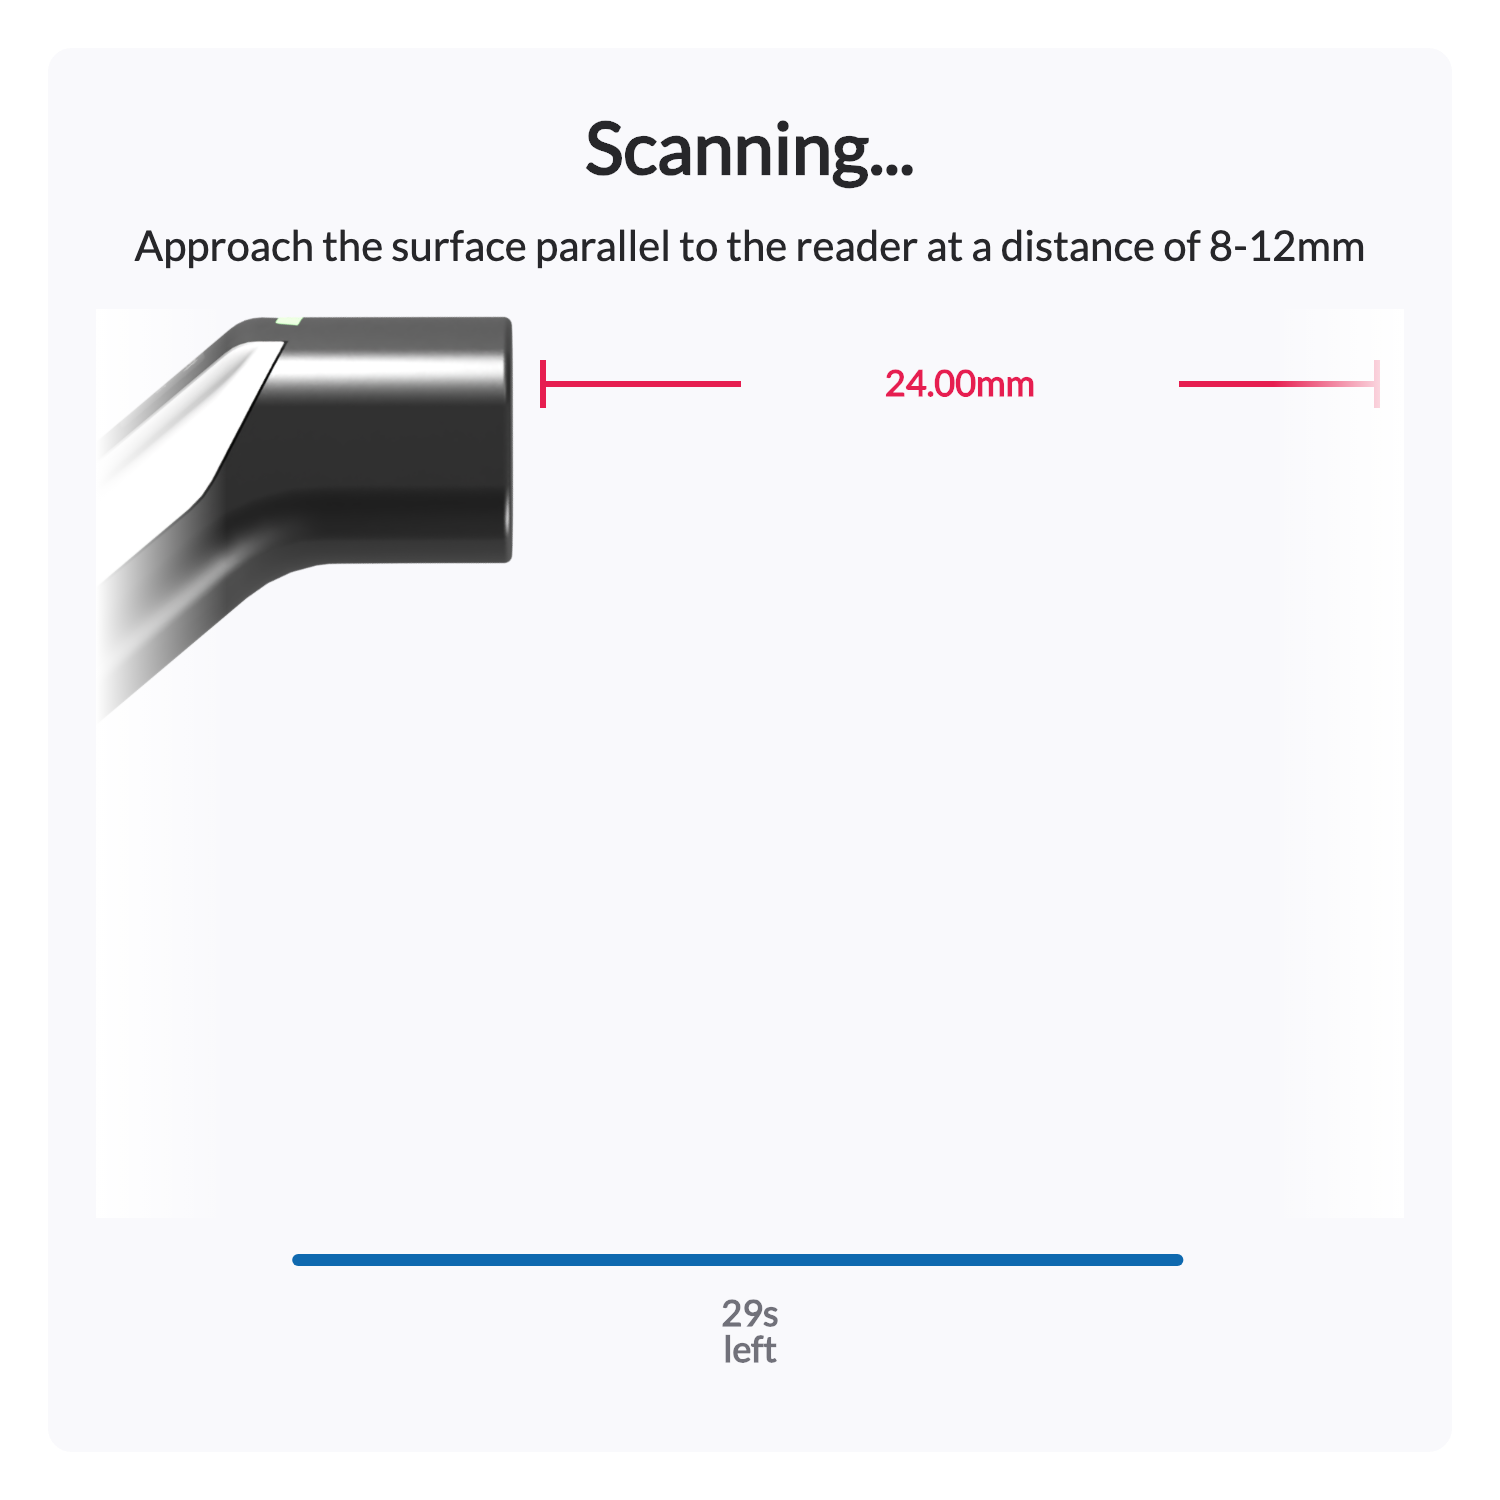 Scanning...
Approach the surface parallel to the reader at a distance of 8-12mm
24.00mm
29s
left